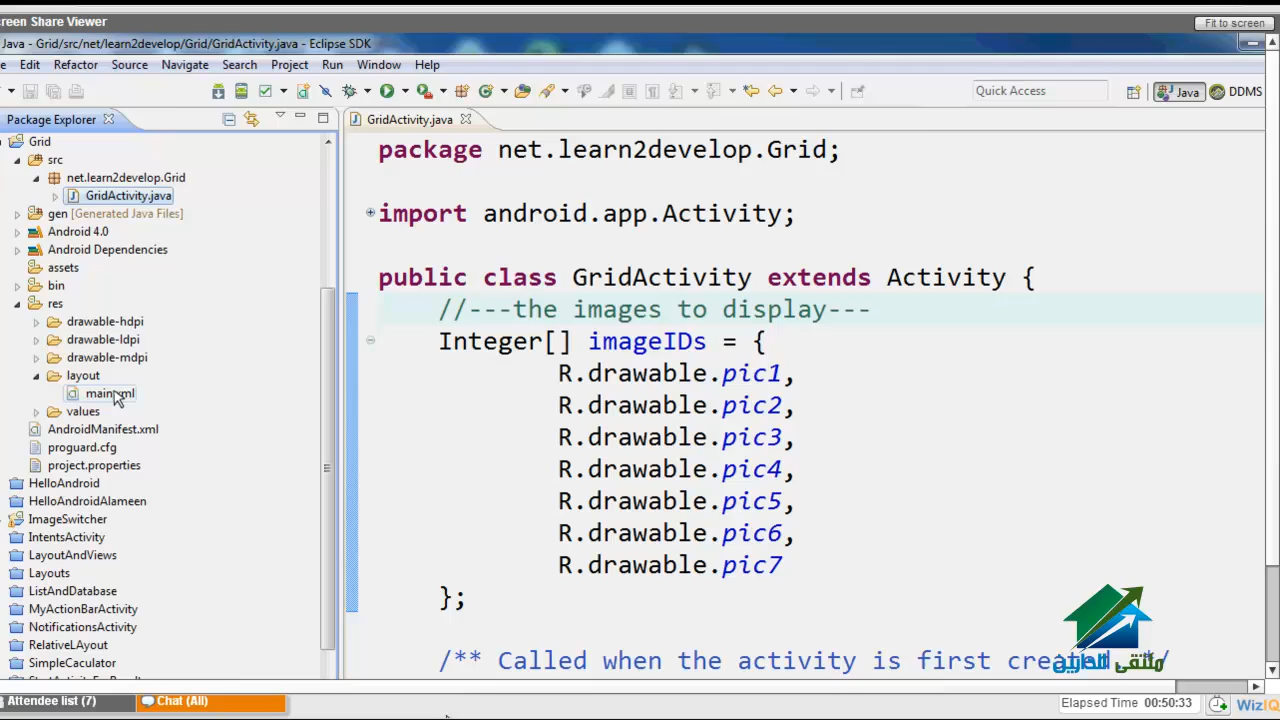 reen Share Viewer
Fit to screen
Java - Grid/src/net/learn2develop/Grid/GridActivity.java - Eclipse SDK
e Edit Refactor Source Navigate Search Project Run Window Help
Quick Access
Java
DDMS
Package Explorer
Grid
src
net.learn2develop.Grid
GridActivity.java
gen [Generated Java Files]
Android 4.0
Android Dependencies
assets
bin
res
drawable-hdpi
drawable-ldpi
drawable-mdpi
layout
main.xml
values
AndroidManifest.xml
proguard.cfg
project.properties
HelloAndroid
HelloAndroidAlameen
ImageSwitcher
IntentsActivity
LayoutAndViews
Layouts
ListAndDatabase
MyActionBarActivity
NotificationsActivity
RelativeLAyout
SimpleCaculator
GridActivity.java
package net.learn2develop.Grid;
import android.app.Activity;
public class GridActivity extends Activity {
//---the images to display---
Integer[] imageIDs = {
R.drawable.pic1,
R.drawable.pic2,
R.drawable.pic3,
R.drawable.pic4,
R.drawable.pic5,
R.drawable.pic6,
R.drawable.pic7
};
/** Called when the activity is first created. */
ملتقى الدارين
Attendee list (7)
Chat (All)
Elapsed Time 00:50:33
WizIQ